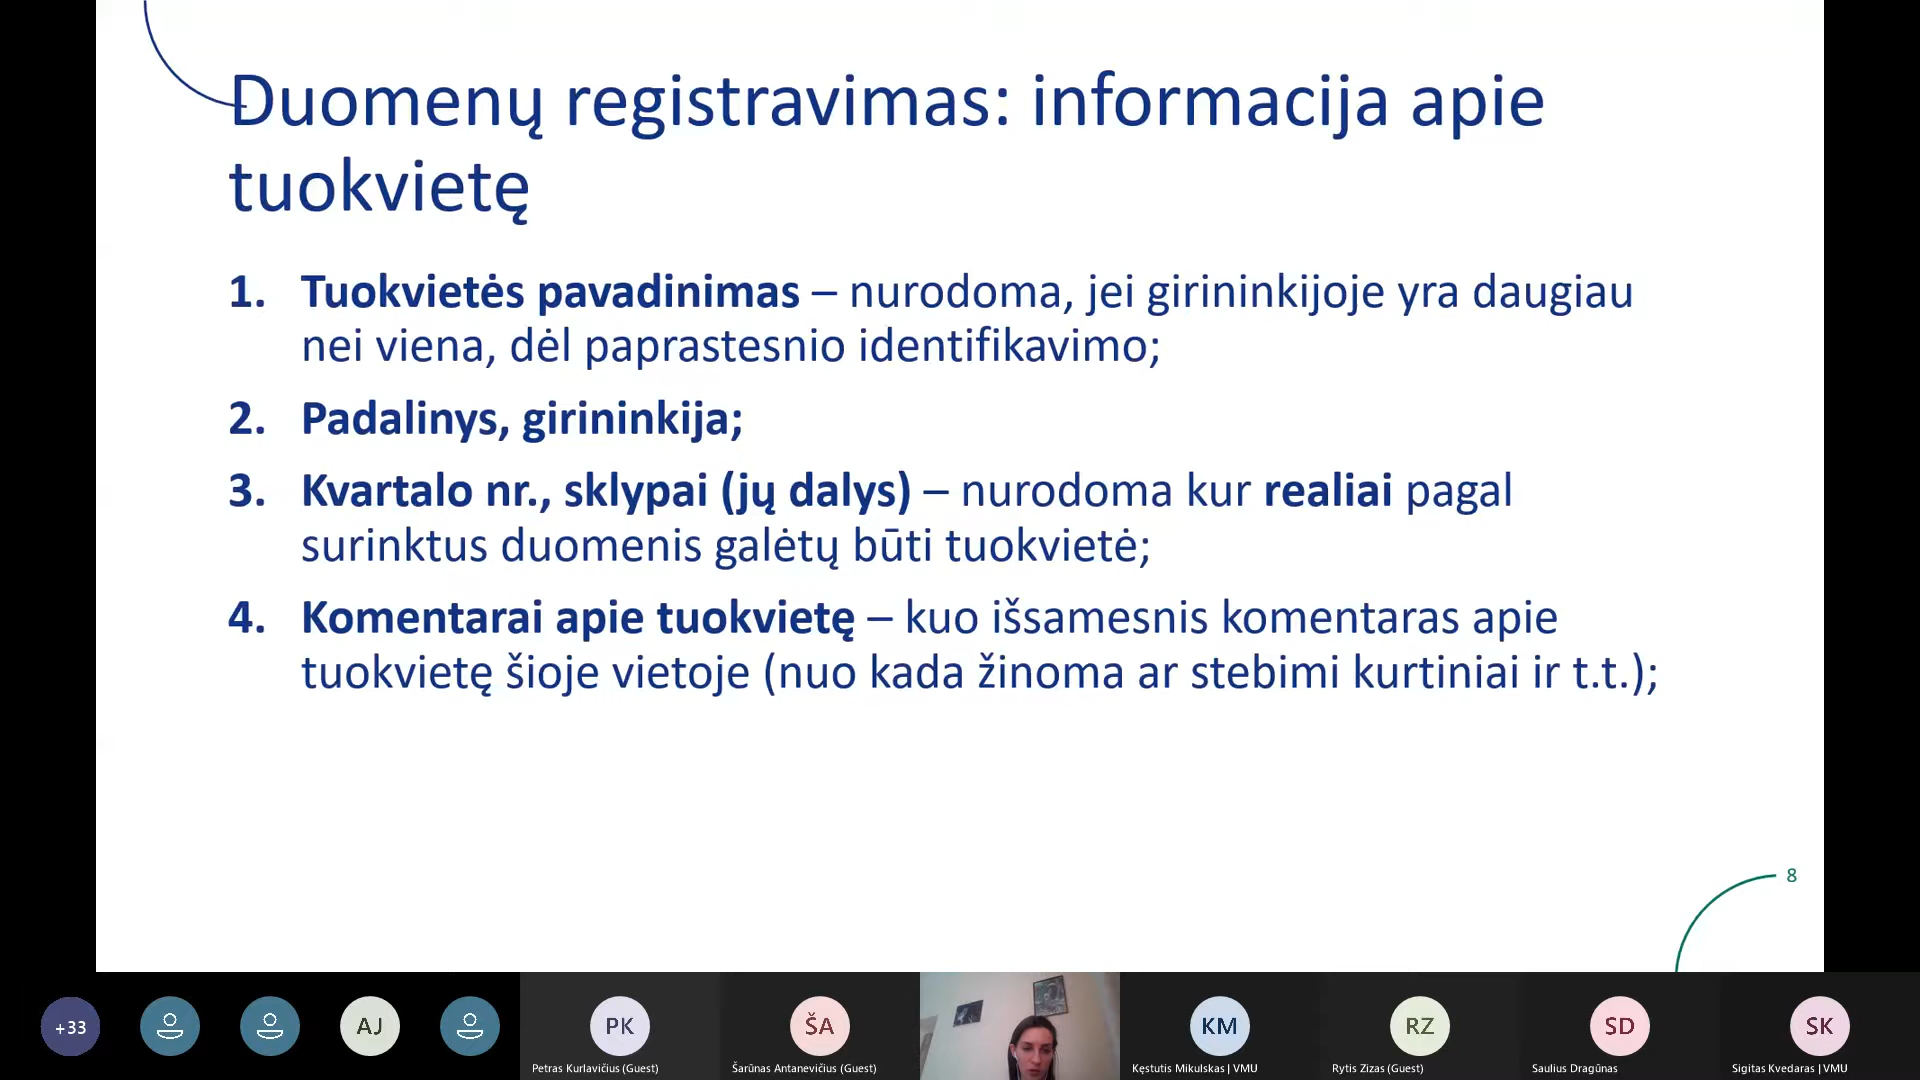 Duomenų registravimas: informacija apie
tuokvietę
1. Tuokvietės pavadinimas – nurodoma, jei girininkijoje yra daugiau
nei viena, dėl paprastesnio identifikavimo;
2. Padalinys, girininkija;
3. Kvartalo nr., sklypai (jų dalys) – nurodoma kur realiai pagal
surinktus duomenis galėtų būti tuokvietė;
4. Komentarai apie tuokvietę – kuo išsamesnis komentaras apie
tuokvietę šioje vietoje (nuo kada žinoma ar stebimi kurtiniai ir t.t.);
8
+33
AJ
PK
ŠA
KM
RZ
SD
SK
Petras Kurlavičius (Guest)
Šarūnas Antanevičius (Guest)
Kęstutis Mikulskas | VMU
Rytis Zizas (Guest)
Saulius Dragūnas
Sigitas Kvedaras | VMU